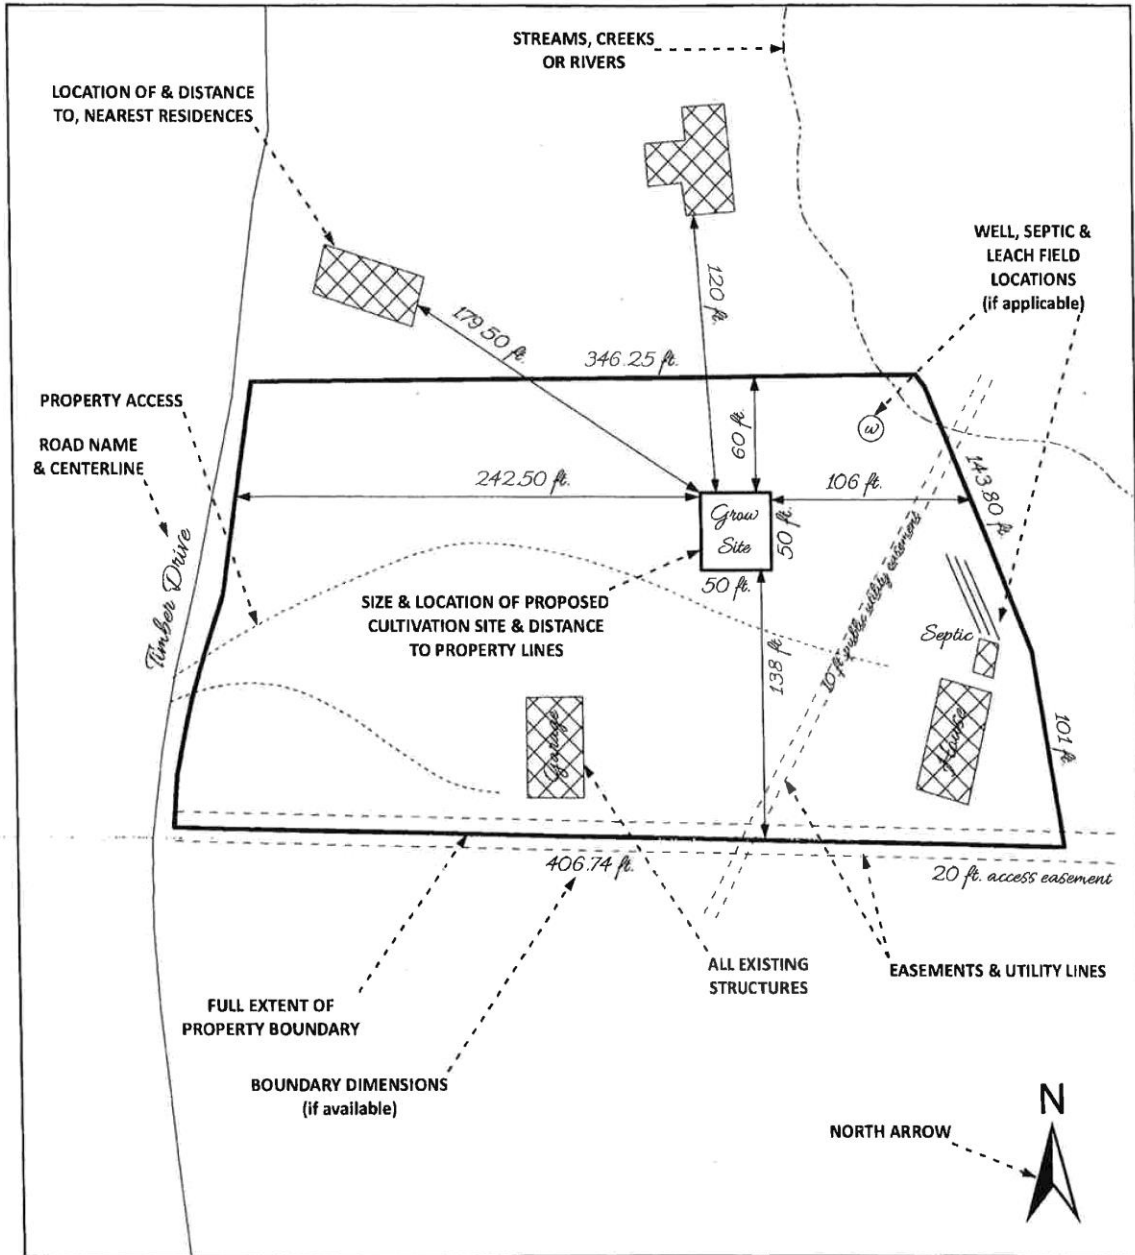 STREAMS, CREEKS
OR RIVERS
LOCATION OF & DISTANCE
TO, NEAREST RESIDENCES
WELL, SEPTIC &
LEACH FIELD
LOCATIONS
(if applicable)
120 ft.
179.50 ft.
346.25 ft.
PROPERTY ACCESS
ROAD NAME
& CENTERLINE
60 ft.
w
143.80 ft.
242.50 ft.
106 ft.
Grow
Site
50 ft.
50 ft.
Timber Drive
SIZE & LOCATION OF PROPOSED
CULTIVATION SITE & DISTANCE
TO PROPERTY LINES
10 ft public utility easement
Septic
138 ft
Garage
House
101 ft
406.74 ft.
20 ft. access easement
ALL EXISTING
STRUCTURES
EASEMENTS & UTILITY LINES
FULL EXTENT OF
PROPERTY BOUNDARY
BOUNDARY DIMENSIONS
(if available)
N
NORTH ARROW